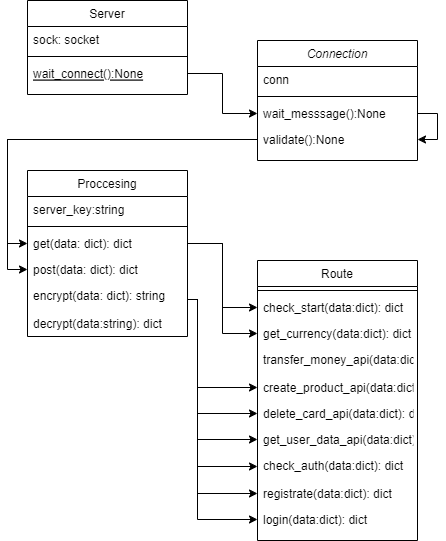 Server
sock: socket
wait_connect():None
Connection
conn
wait_messsage():None
validate():None
Proccesing
server_key:string
get(data: dict): dict
post(data: dict): dict
encrypt(data: dict): string
decrypt(data:string): dict
Route
check_start(data:dict): dict
get_currency(data:dict): dict
transfer_money_api(data:dic
create_product_api(data:dict
delete_card_api(data:dict): d
get_user_data_api(data:dict)
check_auth(data:dict): dict
registrate(data:dict): dict
login(data:dict): dict